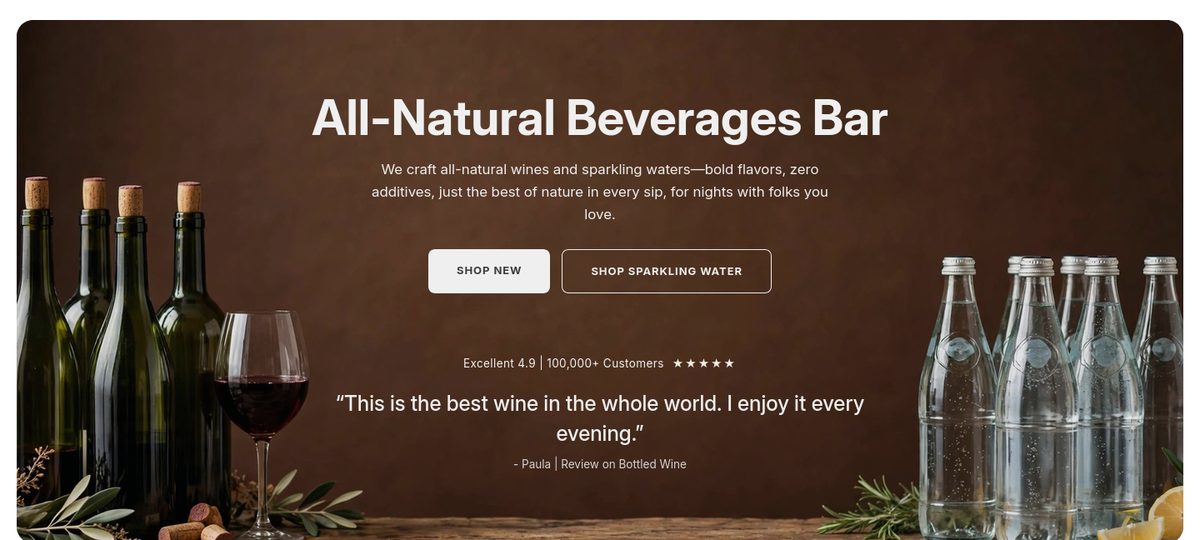 All-Natural Beverages Bar
We craft all-natural wines and sparkling waters—bold flavors, zero
additives, just the best of nature in every sip, for nights with folks you
love.
SHOP NEW
SHOP SPARKLING WATER
Excellent 4.9 | 100,000+ Customers ★★★★★
“This is the best wine in the whole world. I enjoy it every
evening.”
- Paula | Review on Bottled Wine